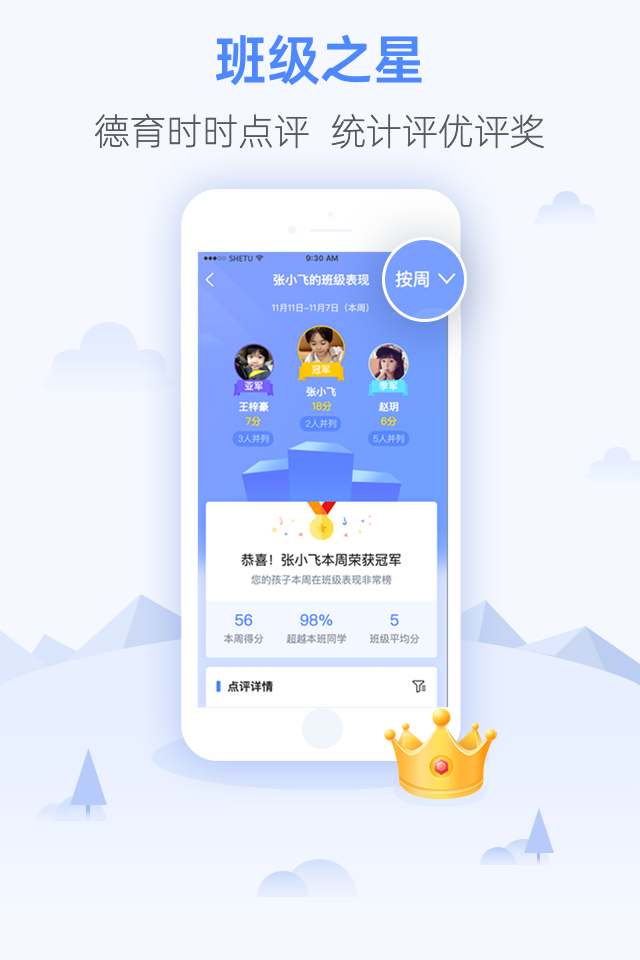 班级之星
德育时时点评 统计评优评奖
SHETU 9:30 AM
张小飞的班级表现
按周
11月11日-11月7日（本周）
亚军 冠军 季军
王梓豪 张小飞 赵玥
7分 18分 6分
3人并列 2人并列 5人并列
恭喜！张小飞本周荣获冠军
您的孩子本周在班级表现非常榜
56 98% 5
本周得分 超越本班同学 班级平均分
点评详情